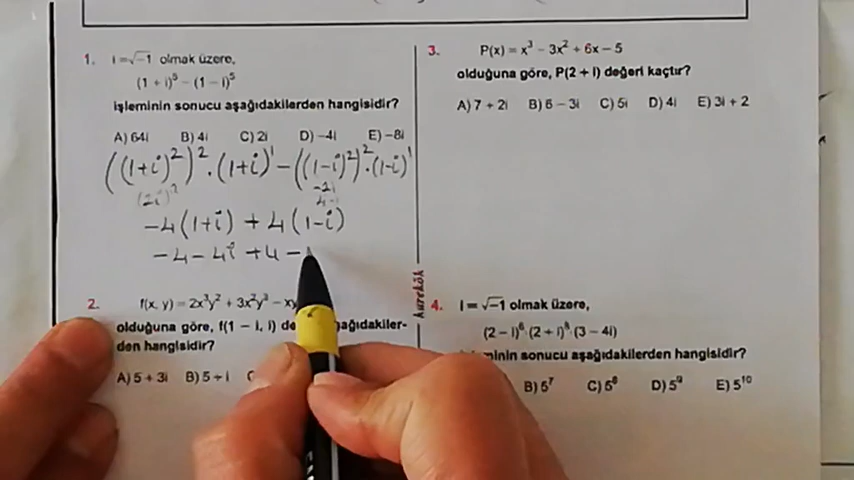 1. i = √-1 olmak üzere,
(1 + i)⁵ - (1 - i)⁵
işleminin sonucu aşağıdakilerden hangisidir?
A) 64i B) 4i C) 2i D) -4i E) -8i
((1+i)²)² . (1+i)¹ - ((1-i)²)² . (1-i)¹
(2i)² -2i
-4 (1+i) + 4 (1-i)
-4 - 4i + 4 -
2. f(x, y) = 2x³y² + 3x²y³ - xy
olduğuna göre, f(1 - i, i)
den hangisidir?
A) 5 + 3i B) 5 + i
3. P(x) = x³ - 3x² + 6x - 5
olduğuna göre, P(2 + i) değeri kaçtır?
A) 7 + 2i B) 6 - 3i C) 5i D) 4i E) 3i + 2
karekök
4. i = √-1 olmak üzere,
(2 - i)⁶ . (2 + i)⁸ . (3 - 4i)
sonucu aşağıdakilerden hangisidir?
B) 5⁷ C) 5⁸ D) 5⁹ E) 5¹⁰